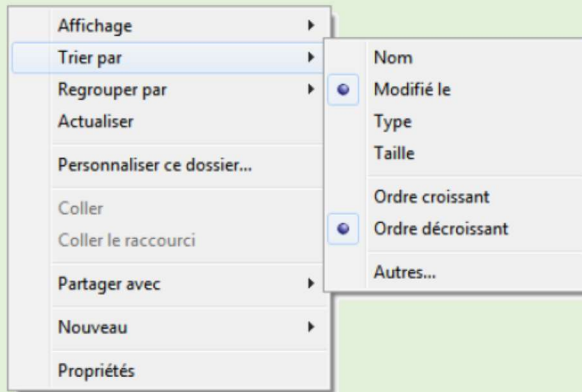 Affichage
Trier par
Regrouper par
Actualiser
Personnaliser ce dossier...
Coller
Coller le raccourci
Partager avec
Nouveau
Propriétés
Nom
Modifié le
Type
Taille
Ordre croissant
Ordre décroissant
Autres...